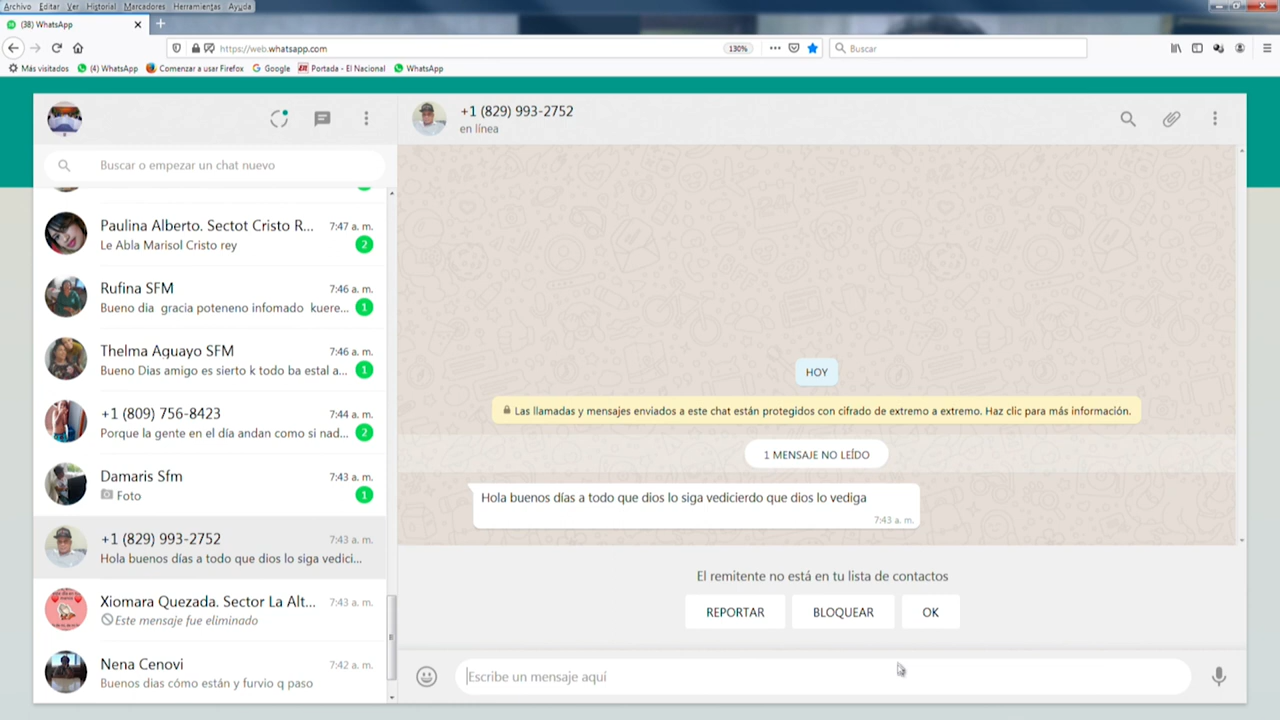 Archivo Editar Ver Historial Marcadores Herramientas Ayuda
(38) WhatsApp
https://web.whatsapp.com
130%
Buscar
Más visitados
(4) WhatsApp
Comenzar a usar Firefox
Google
Portada - El Nacional
WhatsApp
Buscar o empezar un chat nuevo
Paulina Alberto. Sectot Cristo R...
7:47 a. m.
Le Abla Marisol Cristo rey
2
Rufina SFM
7:46 a. m.
Bueno dia gracia poteneno infomado kuere...
1
Thelma Aguayo SFM
7:46 a. m.
Bueno Dias amigo es sierto k todo ba estal a...
1
+1 (809) 756-8423
7:44 a. m.
Porque la gente en el día andan como si nad...
2
Damaris Sfm
7:43 a. m.
Foto
1
+1 (829) 993-2752
7:43 a. m.
Hola buenos días a todo que dios lo siga vedici...
Xiomara Quezada. Sector La Alt...
7:43 a. m.
Este mensaje fue eliminado
Nena Cenovi
7:42 a. m.
Buenos dias cómo están y furvio q paso
+1 (829) 993-2752
en línea
HOY
Las llamadas y mensajes enviados a este chat están protegidos con cifrado de extremo a extremo. Haz clic para más información.
1 MENSAJE NO LEÍDO
Hola buenos días a todo que dios lo siga vedicierdo que dios lo vediga
7:43 a. m.
El remitente no está en tu lista de contactos
REPORTAR
BLOQUEAR
OK
Escribe un mensaje aquí